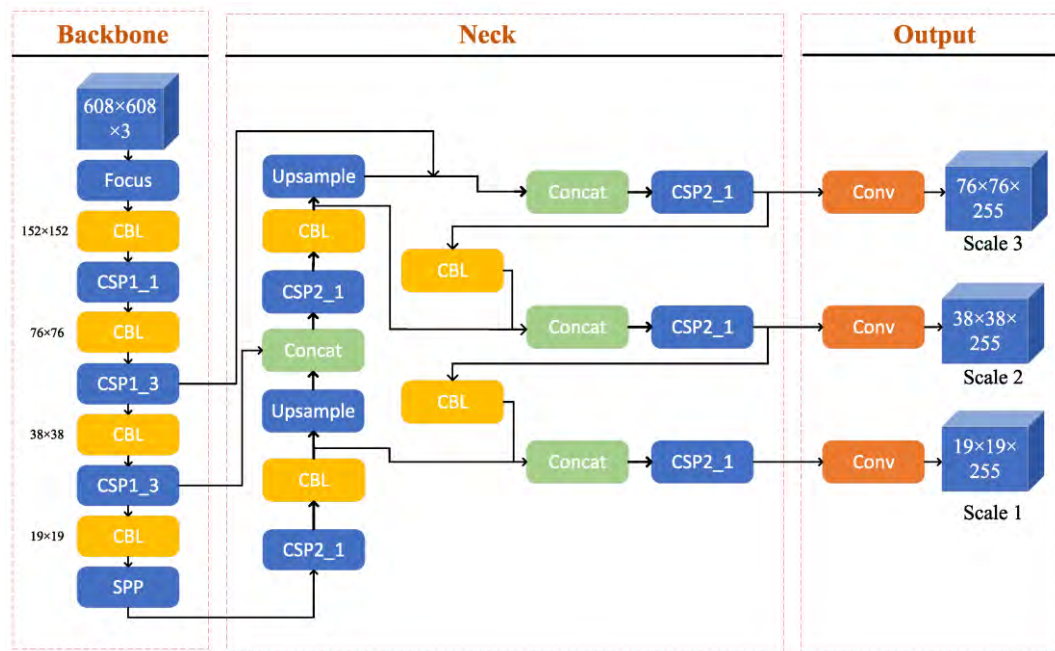 Backbone
Neck
Output
608×608
×3
Focus
152×152
CBL
CSP1_1
76×76
CBL
CSP1_3
38×38
CBL
CSP1_3
19×19
CBL
SPP
Upsample
CBL
CSP2_1
Concat
Upsample
CBL
CSP2_1
Concat
CSP2_1
CBL
Concat
CSP2_1
CBL
Concat
CSP2_1
Conv
76×76×
255
Scale 3
Conv
38×38×
255
Scale 2
Conv
19×19×
255
Scale 1